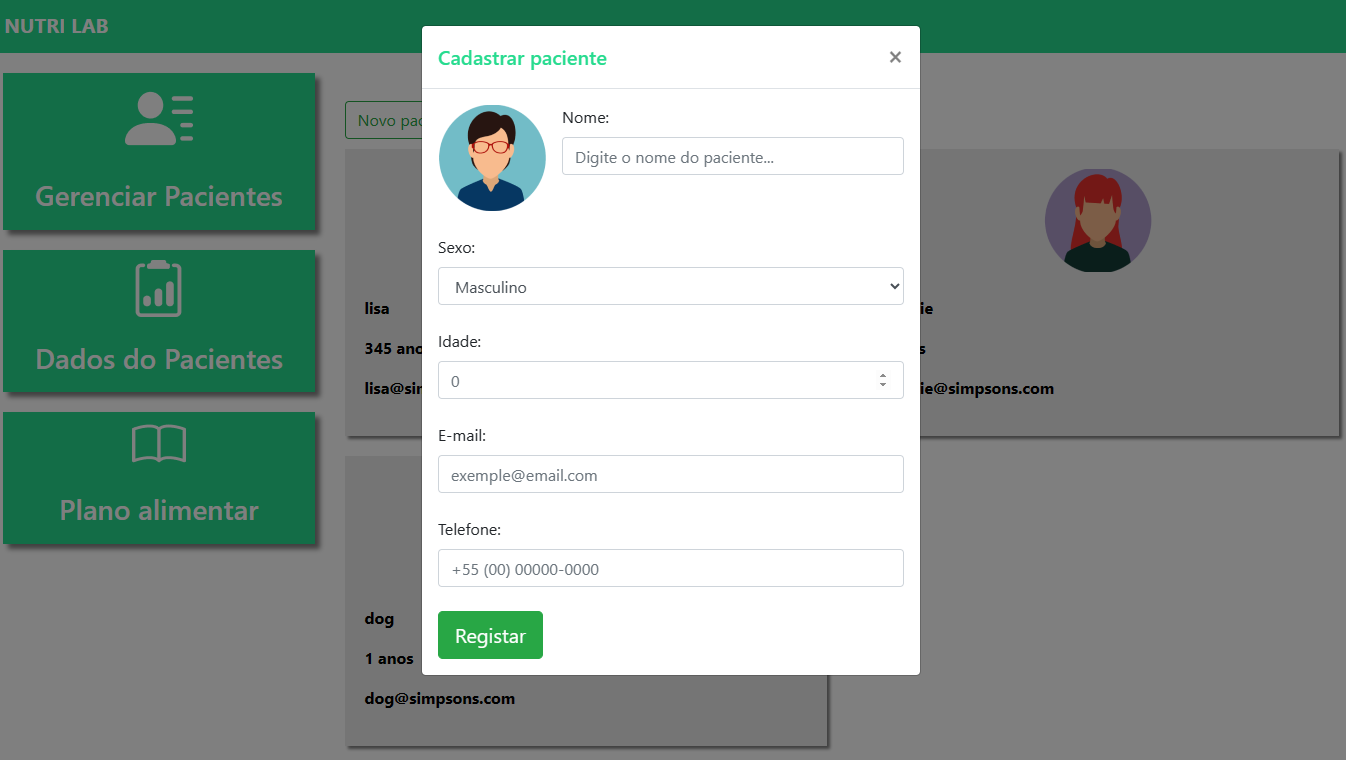 NUTRI LAB
Gerenciar Pacientes
Dados do Pacientes
Plano alimentar
Novo pac
lisa
345 ano
lisa@sir
ie
s
ie@simpsons.com
dog
1 anos
dog@simpsons.com
Cadastrar paciente
×
Nome:
Digite o nome do paciente...
Sexo:
Masculino
Idade:
0
E-mail:
exemple@email.com
Telefone:
+55 (00) 00000-0000
Registar